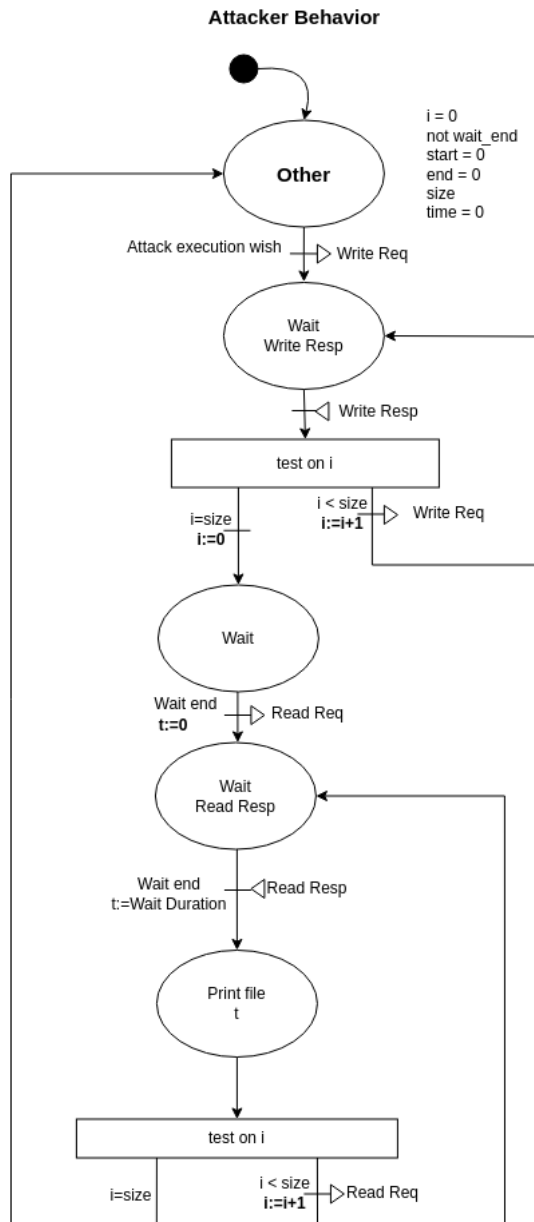 Attacker Behavior
i = 0
not wait_end
start = 0
end = 0
size
time = 0
Other
Attack execution wish
Write Req
Wait
Write Resp
Write Resp
test on i
i=size
i:=0
i < size
i:=i+1
Write Req
Wait
Wait end
t:=0
Read Req
Wait
Read Resp
Wait end
t:=Wait Duration
Read Resp
Print file
t
test on i
i=size
i < size
i:=i+1
Read Req